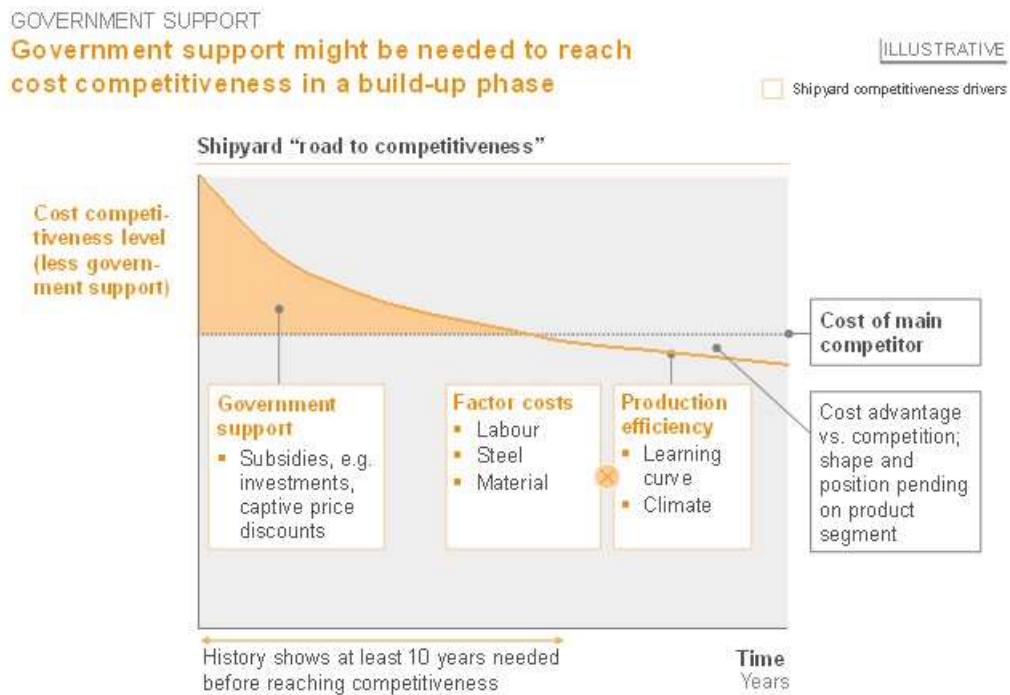 GOVERNMENT SUPPORT
Government support might be needed to reach
cost competitiveness in a build-up phase
ILLUSTRATIVE
Shipyard competitiveness drivers
Shipyard “road to competitiveness”
Cost competi-
tiveness level
(less govern-
ment support)
Cost of main
competitor
Government
support
▪ Subsidies, e.g.
investments,
captive price
discounts
Factor costs
▪ Labour
▪ Steel
▪ Material
Production
efficiency
▪ Learning
curve
▪ Climate
Cost advantage
vs. competition;
shape and
position pending
on product
segment
History shows at least 10 years needed
before reaching competitiveness
Time
Years